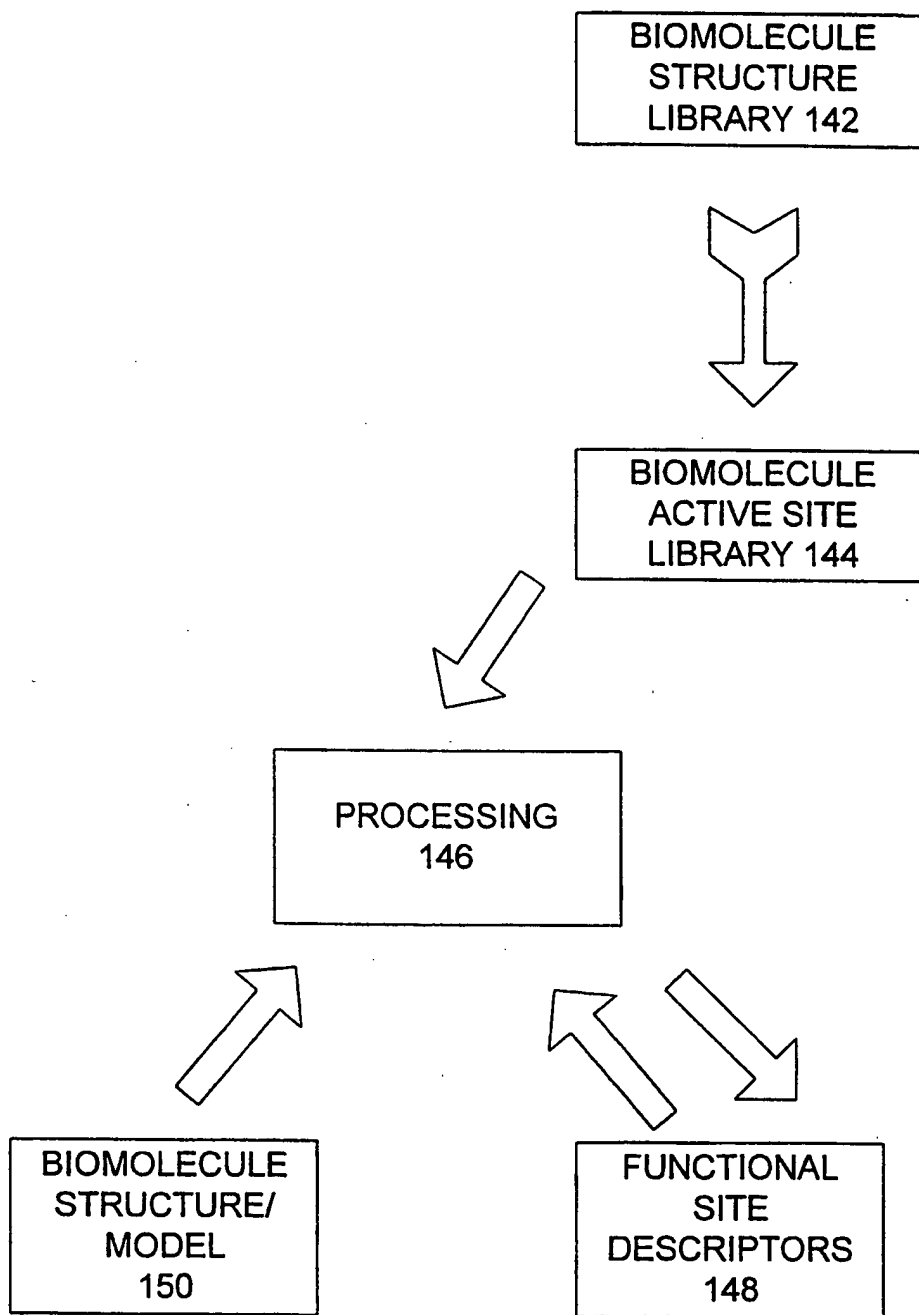 BIOMOLECULE
STRUCTURE
LIBRARY 142
BIOMOLECULE
ACTIVE SITE
LIBRARY 144
PROCESSING
146
BIOMOLECULE
STRUCTURE/
MODEL
150
FUNCTIONAL
SITE
DESCRIPTORS
148